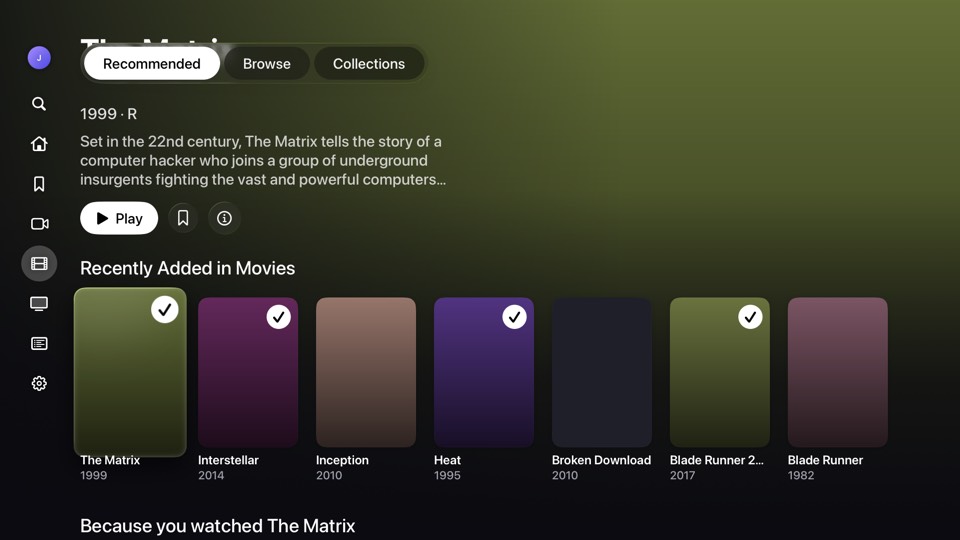 The Matrix
J
Recommended
Browse
Collections
1999 · R
Set in the 22nd century, The Matrix tells the story of a
computer hacker who joins a group of underground
insurgents fighting the vast and powerful computers...
Play
Recently Added in Movies
The Matrix
1999
Interstellar
2014
Inception
2010
Heat
1995
Broken Download
2010
Blade Runner 2...
2017
Blade Runner
1982
Because you watched The Matrix